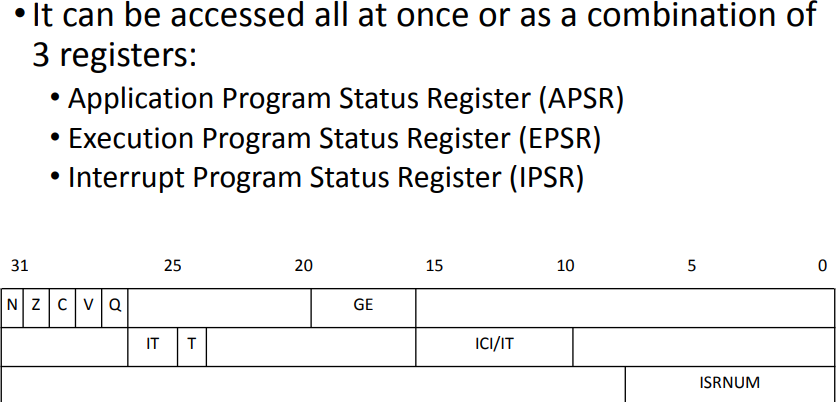 • It can be accessed all at once or as a combination of
3 registers:
• Application Program Status Register (APSR)
• Execution Program Status Register (EPSR)
• Interrupt Program Status Register (IPSR)
31 25 20 15 10 5 0
N Z C V Q GE
IT T ICI/IT
ISRNUM